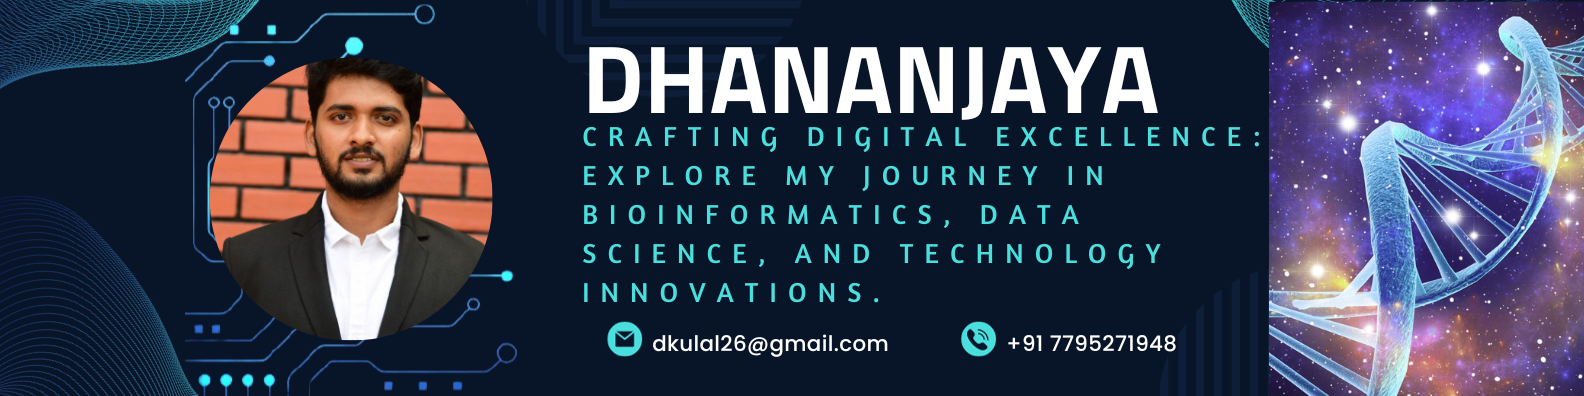 DHANANJAYA
CRAFTING DIGITAL EXCELLENCE:
EXPLORE MY JOURNEY IN
BIOINFORMATICS, DATA
SCIENCE, AND TECHNOLOGY
INNOVATIONS.
dkulal26@gmail.com
+91 7795271948